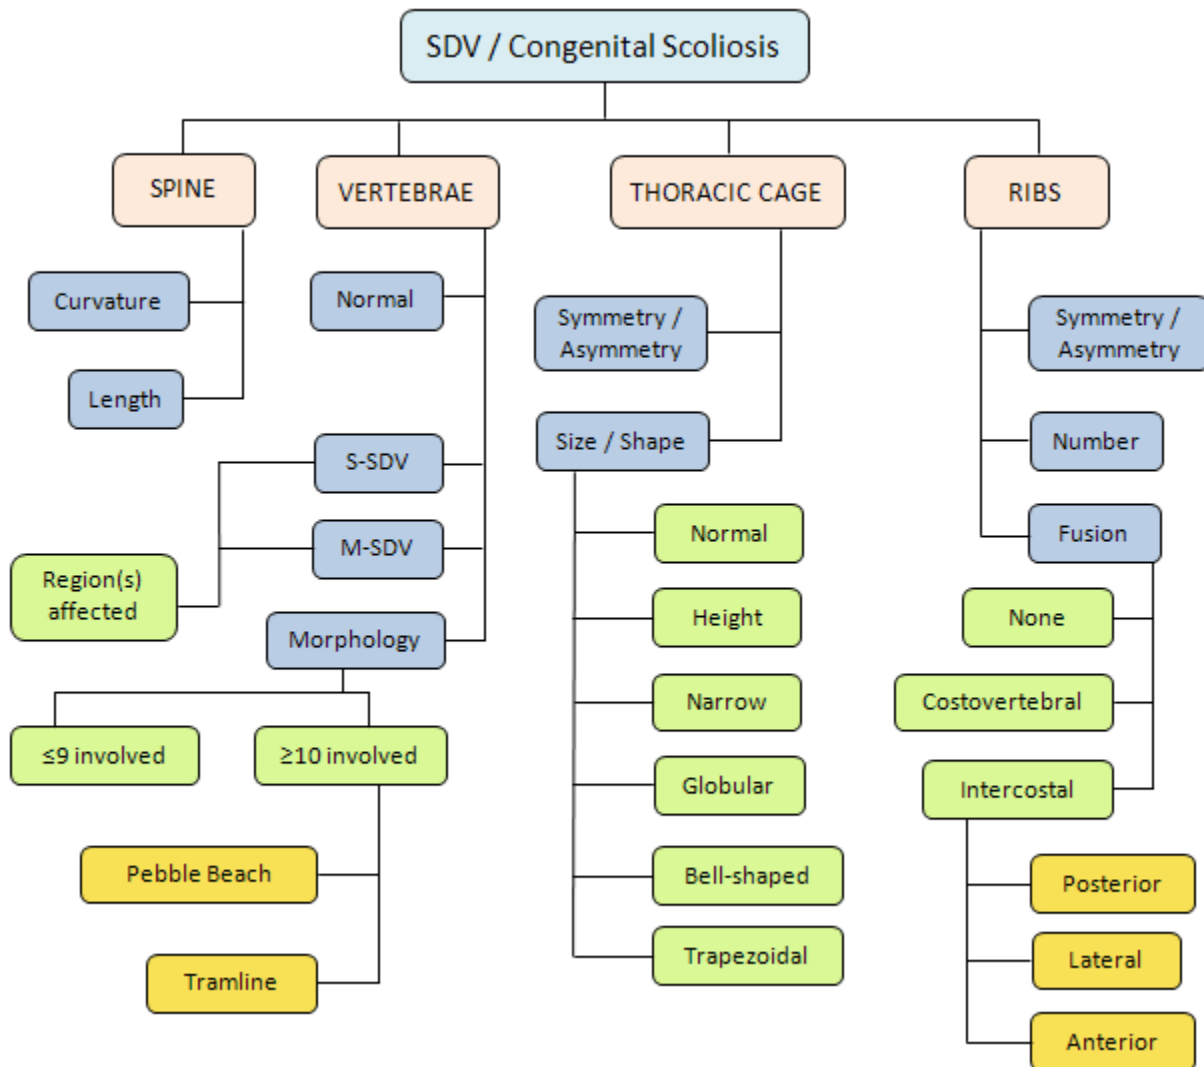 SDV / Congenital Scoliosis
SPINE
VERTEBRAE
THORACIC CAGE
RIBS
Curvature
Length
Normal
S-SDV
M-SDV
Region(s)
affected
Morphology
≤9 involved
≥10 involved
Pebble Beach
Tramline
Symmetry /
Asymmetry
Size / Shape
Normal
Height
Narrow
Globular
Bell-shaped
Trapezoidal
Symmetry /
Asymmetry
Number
Fusion
None
Costovertebral
Intercostal
Posterior
Lateral
Anterior